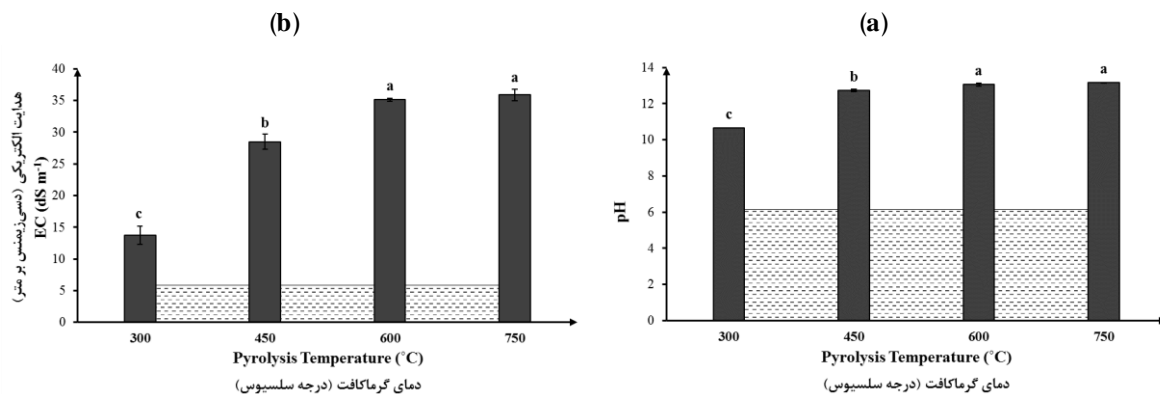 (b)
40
35
30
25
20
15
10
5
0
هدایت الکتریکی (دسی‌زیمنس بر متر)
EC (dS m⁻¹)
c
b
a
a
300 450 600 750
Pyrolysis Temperature (°C)
دمای گرماکافت (درجه سلسیوس)
(a)
14
12
10
8
6
4
2
0
pH
c
b
a
a
300 450 600 750
Pyrolysis Temperature (°C)
دمای گرماکافت (درجه سلسیوس)